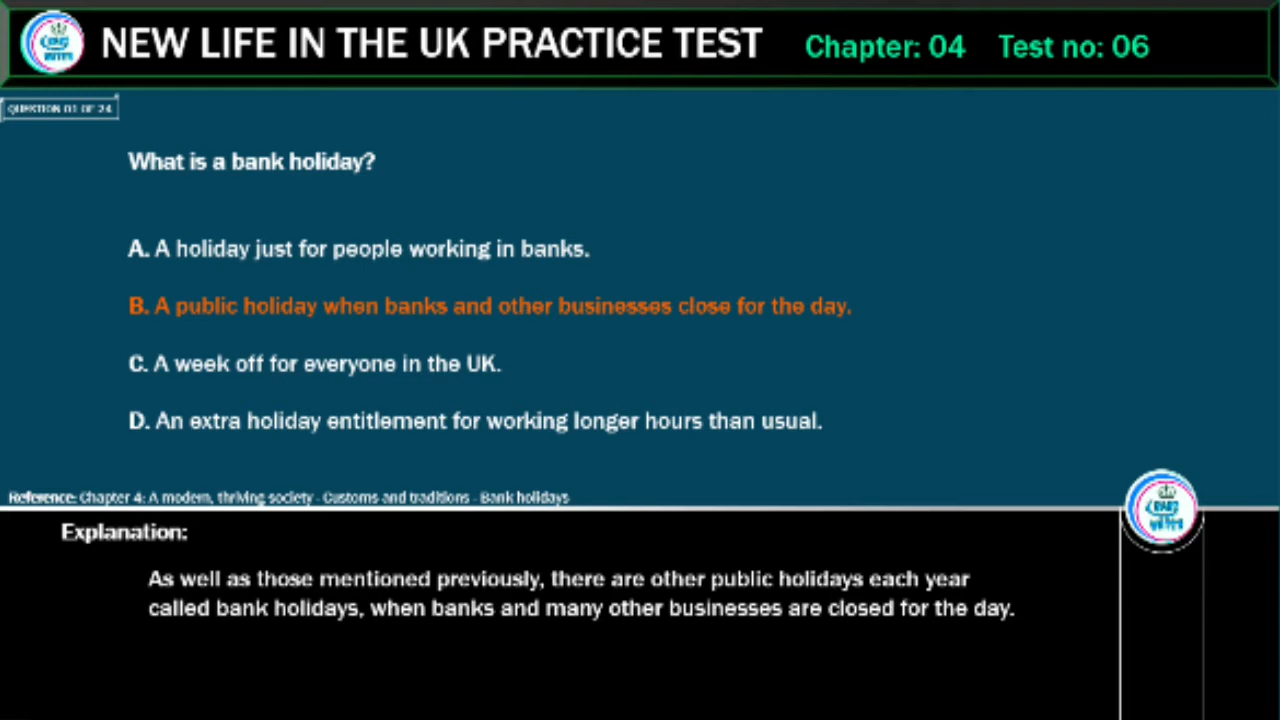 NEW LIFE IN THE UK PRACTICE TEST Chapter: 04 Test no: 06
QUESTION 01 OF 24
What is a bank holiday?
A. A holiday just for people working in banks.
B. A public holiday when banks and other businesses close for the day.
C. A week off for everyone in the UK.
D. An extra holiday entitlement for working longer hours than usual.
Reference: Chapter 4: A modern, thriving society - Customs and traditions - Bank holidays
Explanation:
As well as those mentioned previously, there are other public holidays each year
called bank holidays, when banks and many other businesses are closed for the day.